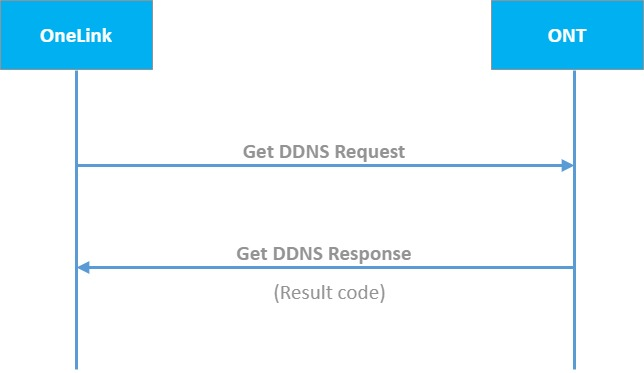 OneLink
ONT
Get DDNS Request
Get DDNS Response
(Result code)